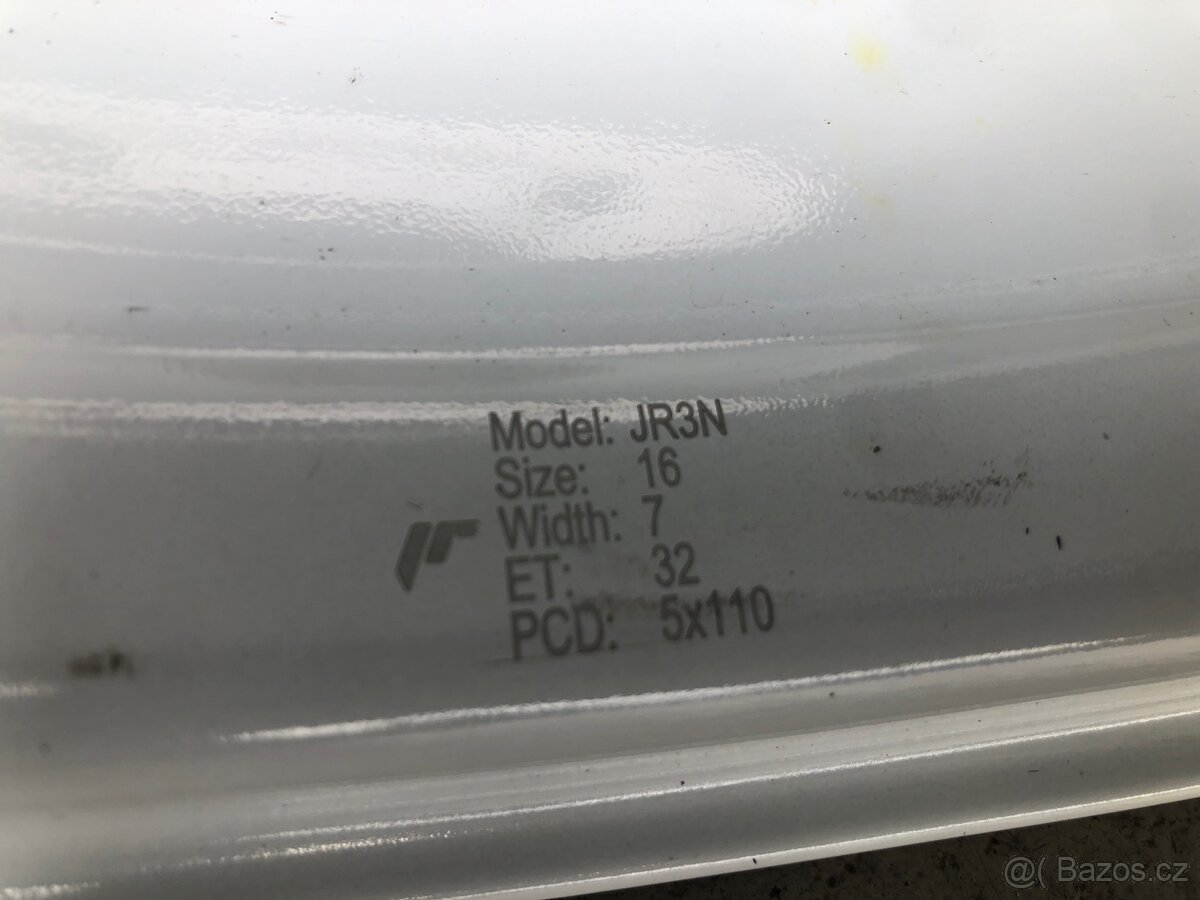 Model: JR3N
Size: 16
Width: 7
ET: 32
PCD: 5x110
@( Bazos.cz